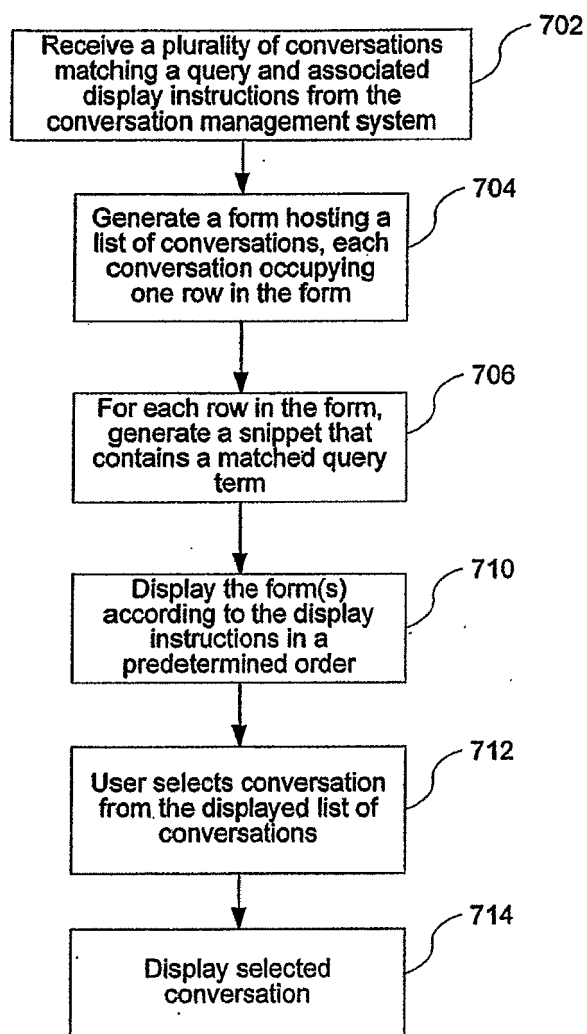 702
Receive a plurality of conversations
matching a query and associated
display instructions from the
conversation management system
704
Generate a form hosting a
list of conversations, each
conversation occupying
one row in the form
706
For each row in the form,
generate a snippet that
contains a matched query
term
710
Display the form(s)
according to the display
instructions in a
predetermined order
712
User selects conversation
from the displayed list of
conversations
714
Display selected
conversation